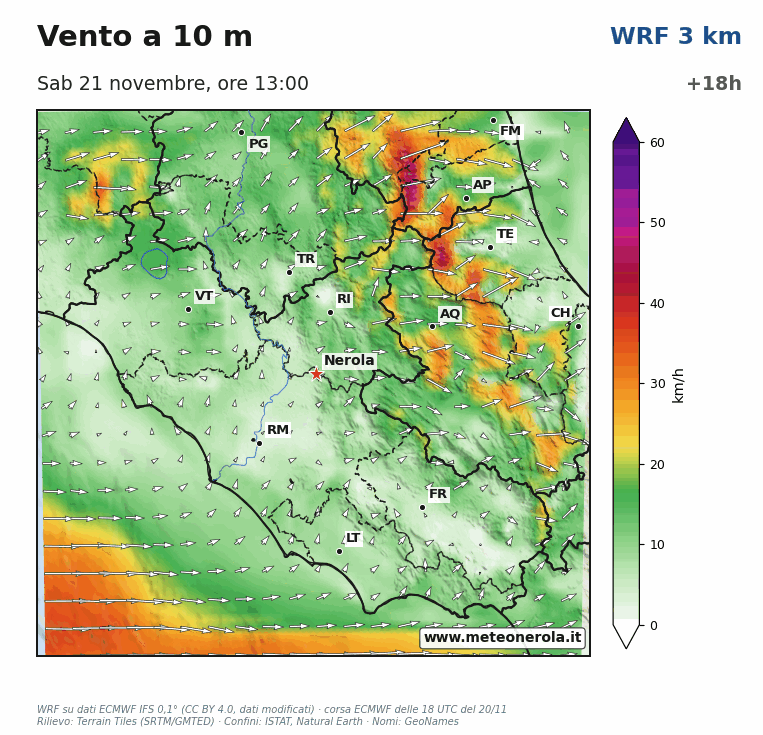 Vento a 10 m
WRF 3 km
Sab 21 novembre, ore 13:00
+18h
FM
PG
AP
TE
TR
VT
RI
AQ
CH
Nerola
RM
FR
LT
www.meteonerola.it
60
50
40
30
20
10
0
km/h
WRF su dati ECMWF IFS 0,1° (CC BY 4.0, dati modificati) · corsa ECMWF delle 18 UTC del 20/11
Rilievo: Terrain Tiles (SRTM/GMTED) · Confini: ISTAT, Natural Earth · Nomi: GeoNames